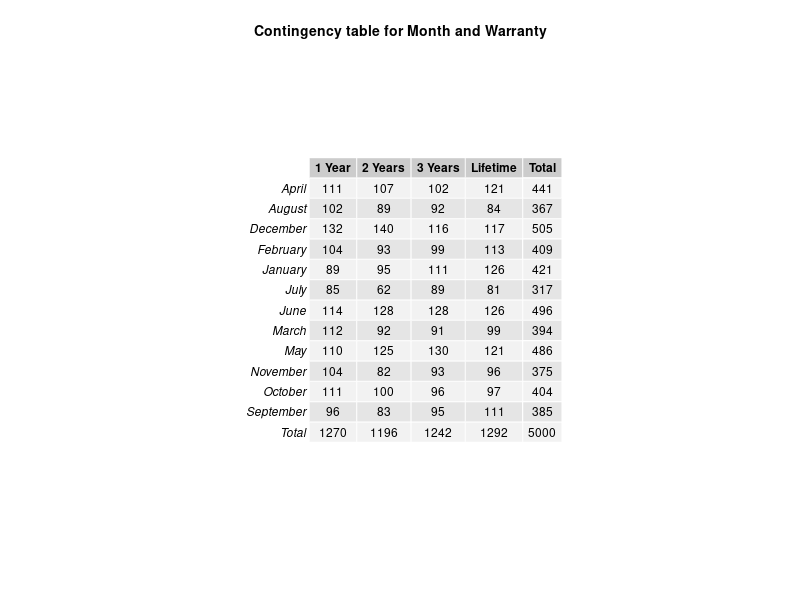 Contingency table for Month and Warranty
1 Year 2 Years 3 Years Lifetime Total
April 111 107 102 121 441
August 102 89 92 84 367
December 132 140 116 117 505
February 104 93 99 113 409
January 89 95 111 126 421
July 85 62 89 81 317
June 114 128 128 126 496
March 112 92 91 99 394
May 110 125 130 121 486
November 104 82 93 96 375
October 111 100 96 97 404
September 96 83 95 111 385
Total 1270 1196 1242 1292 5000